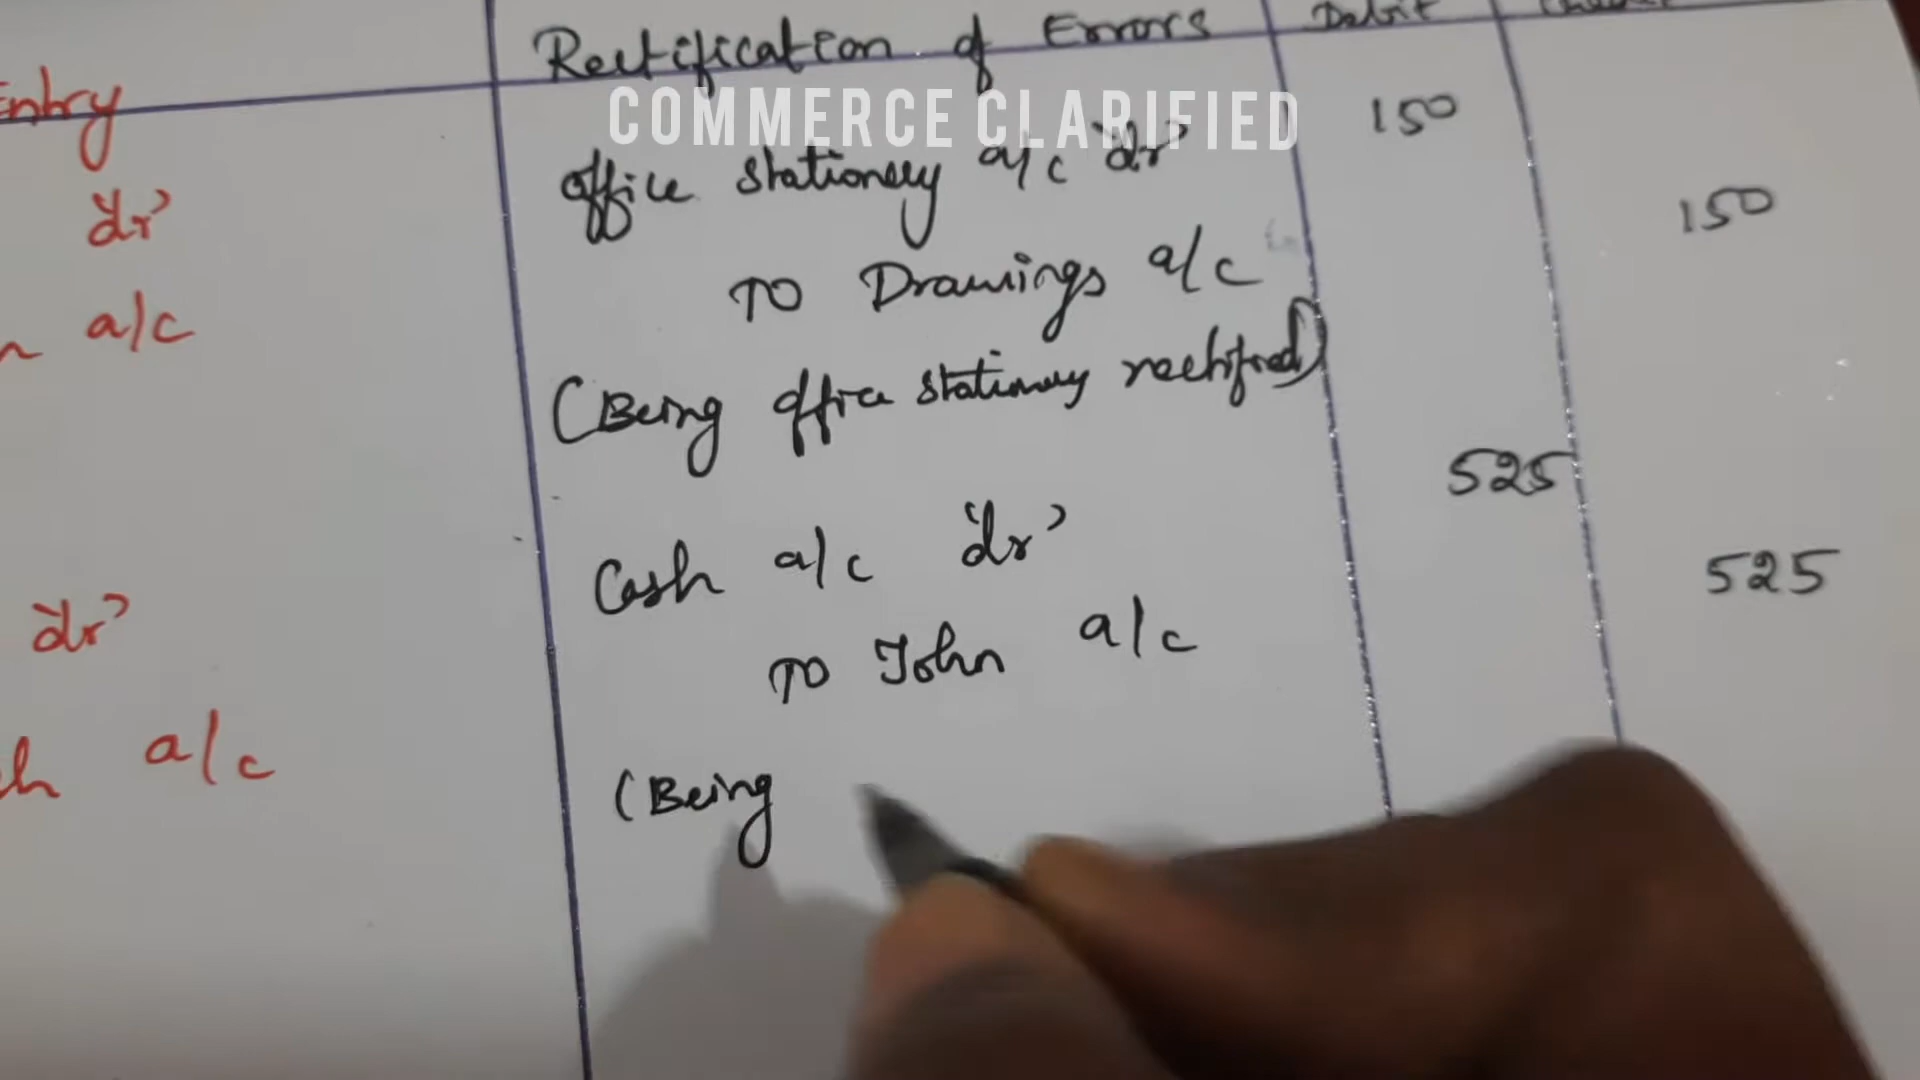 Rectification of Errors Debit
COMMERCE CLARIFIED
Entry
office stationery a/c dr 150
dr
To Drawings a/c 150
a/c
(Being office stationery rectified)
Cash a/c dr 525
dr
To John a/c 525
a/c
(Being